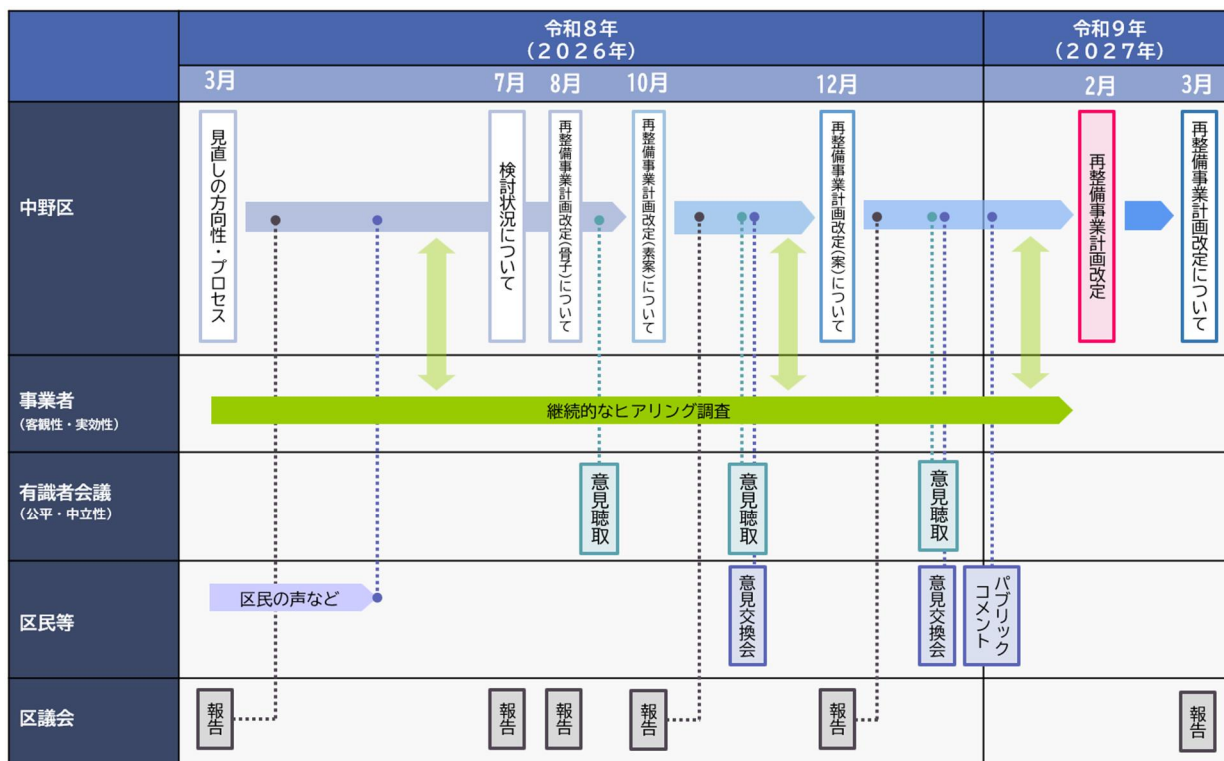 令和8年
（2026年）
令和9年
（2027年）
3月
7月
8月
10月
12月
2月
3月
中野区
見直しの方向性・プロセス
検討状況について
再整備事業計画改定(骨子)について
再整備事業計画改定(素案)について
再整備事業計画改定(案)について
再整備事業計画改定
再整備事業計画改定について
事業者
（客観性・実効性）
継続的なヒアリング調査
有識者会議
（公平・中立性）
意見聴取
意見聴取
意見聴取
区民等
区民の声など
意見交換会
意見交換会
パブリック
コメント
区議会
報告
報告
報告
報告
報告
報告